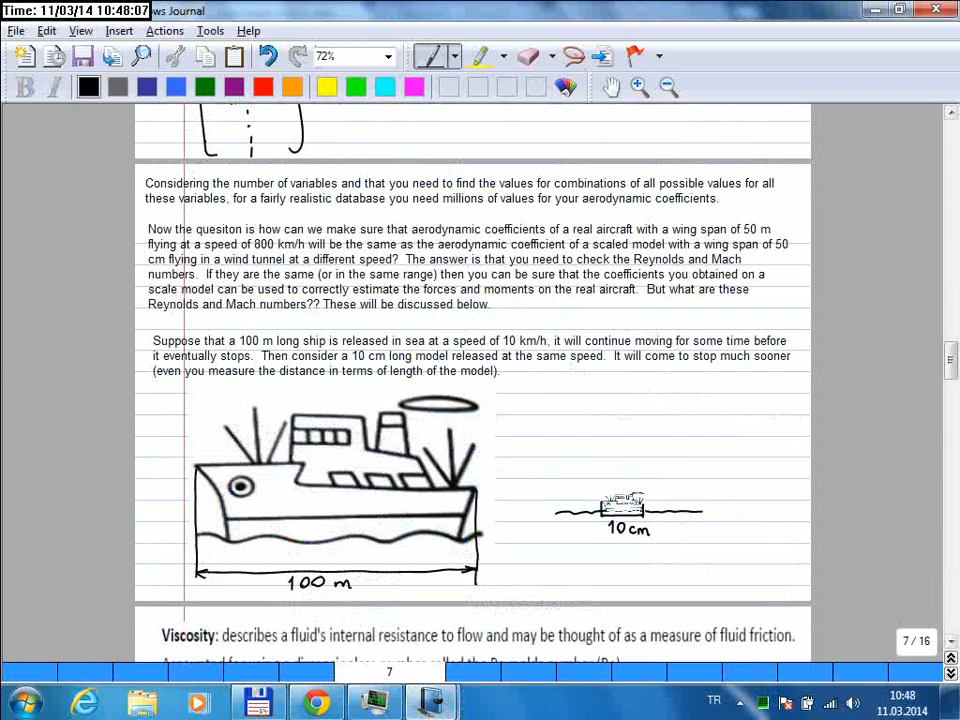 Time: 11/03/14 10:48:07
ws Journal
File Edit View Insert Actions Tools Help
72%
B I
Considering the number of variables and that you need to find the values for combinations of all possible values for all
these variables, for a fairly realistic database you need millions of values for your aerodynamic coefficients.
Now the quesiton is how can we make sure that aerodynamic coefficients of a real aircraft with a wing span of 50 m
flying at a speed of 800 km/h will be the same as the aerodynamic coefficient of a scaled model with a wing span of 50
cm flying in a wind tunnel at a different speed? The answer is that you need to check the Reynolds and Mach
numbers. If they are the same (or in the same range) then you can be sure that the coefficients you obtained on a
scale model can be used to correctly estimate the forces and moments on the real aircraft. But what are these
Reynolds and Mach numbers?? These will be discussed below.
Suppose that a 100 m long ship is released in sea at a speed of 10 km/h, it will continue moving for some time before
it eventually stops. Then consider a 10 cm long model released at the same speed. It will come to stop much sooner
(even you measure the distance in terms of length of the model).
10 cm
100 m
Viscosity: describes a fluid's internal resistance to flow and may be thought of as a measure of fluid friction.
7 / 16
7
TR
10:48
11.03.2014